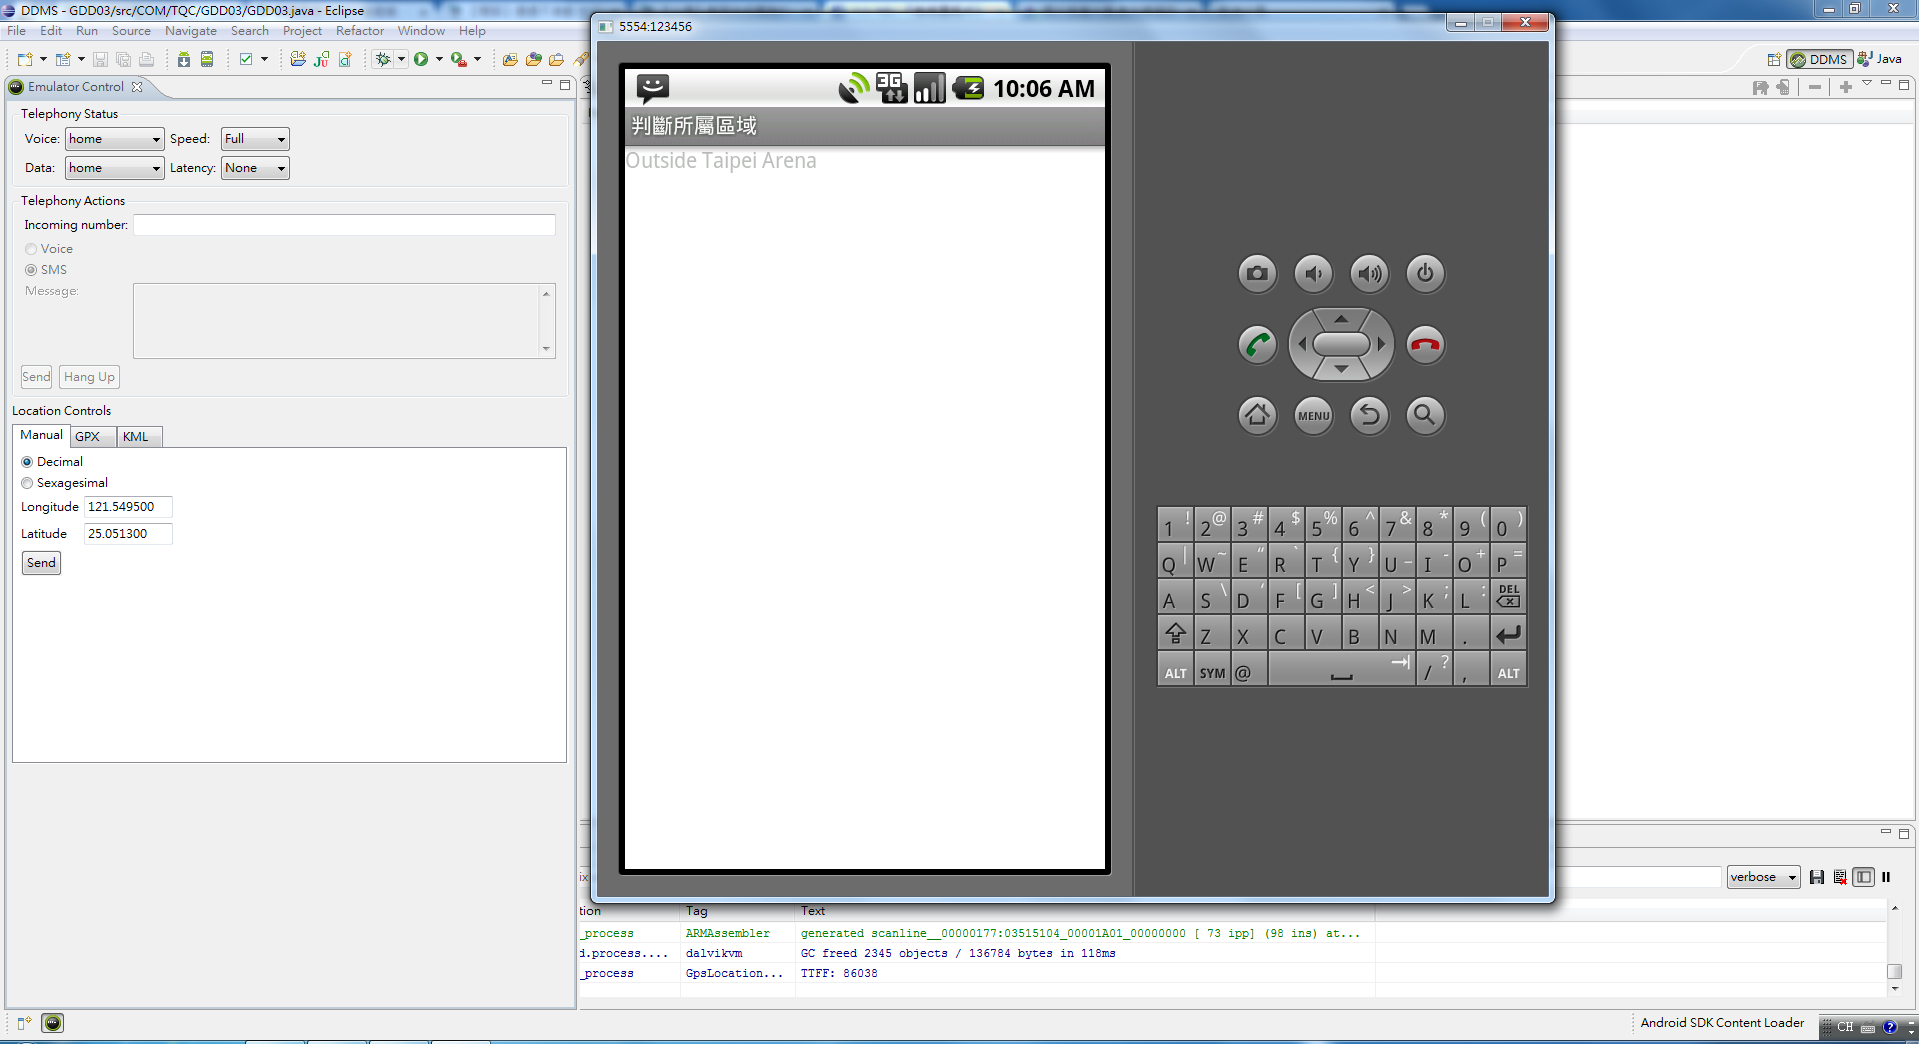 DDMS - GDD03/src/COM/TQC/GDD03/GDD03.java - Eclipse
File Edit Run Source Navigate Search Project Refactor Window Help
DDMS Java
Emulator Control
Telephony Status
Voice: home Speed: Full
Data: home Latency: None
Telephony Actions
Incoming number:
Voice
SMS
Message:
Send Hang Up
Location Controls
Manual GPX KML
Decimal
Sexagesimal
Longitude 121.549500
Latitude 25.051300
Send
5554:123456
3G 10:06 AM
判斷所屬區域
Outside Taipei Arena
MENU
1 ! 2 @ 3 # 4 $ 5 % 6 ^ 7 & 8 * 9 ( 0 )
Q | W ~ E “ R ` T { Y } U _ I - O + P =
A S \ D ' F [ G ] H < J > K ; L : DEL
Z X C V B N M .
ALT SYM @ / ? , ALT
verbose
tion Tag Text
_process ARMAssembler generated scanline__00000177:03515104_00001A01_00000000 [ 73 ipp] (98 ins) at...
d.process.... dalvikvm GC freed 2345 objects / 136784 bytes in 118ms
_process GpsLocation... TTFF: 86038
Android SDK Content Loader
CH